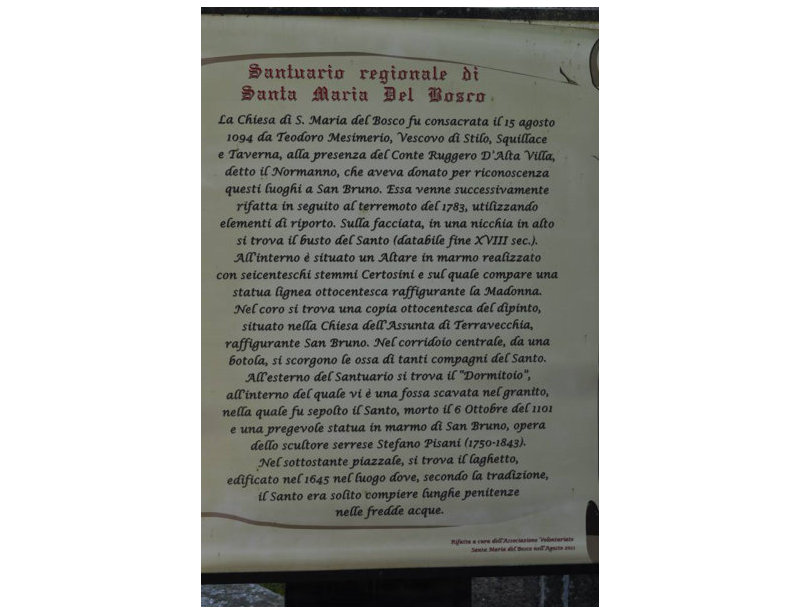 Santuario regionale di
Santa Maria Del Bosco
La Chiesa di S. Maria del Bosco fu consacrata il 15 agosto
1094 da Teodoro Mesimerio, Vescovo di Stilo, Squillace
e Taverna, alla presenza del Conte Ruggero D'Alta Villa,
detto il Normanno, che aveva donato per riconoscenza
questi luoghi a San Bruno. Essa venne successivamente
rifatta in seguito al terremoto del 1783, utilizzando
elementi di riporto. Sulla facciata, in una nicchia in alto
si trova il busto del Santo (databile fine XVIII sec.).
All'interno è situato un Altare in marmo realizzato
con seicenteschi stemmi Certosini e sul quale compare una
statua lignea ottocentesca raffigurante la Madonna.
Nel coro si trova una copia ottocentesca del dipinto,
situato nella Chiesa dell'Assunta di Terravecchia,
raffigurante San Bruno. Nel corridoio centrale, da una
botola, si scorgono le ossa di tanti compagni del Santo.
All'esterno del Santuario si trova il "Dormitoio",
all'interno del quale vi è una fossa scavata nel granito,
nella quale fu sepolto il Santo, morto il 6 Ottobre del 1101
e una pregevole statua in marmo di San Bruno, opera
dello scultore serrese Stefano Pisani (1750-1843).
Nel sottostante piazzale, si trova il laghetto,
edificato nel 1645 nel luogo dove, secondo la tradizione,
il Santo era solito compiere lunghe penitenze
nelle fredde acque.
Rifatta a cura dell'Associazione Volontariato
Santa Maria del Bosco nell'Agosto 2021